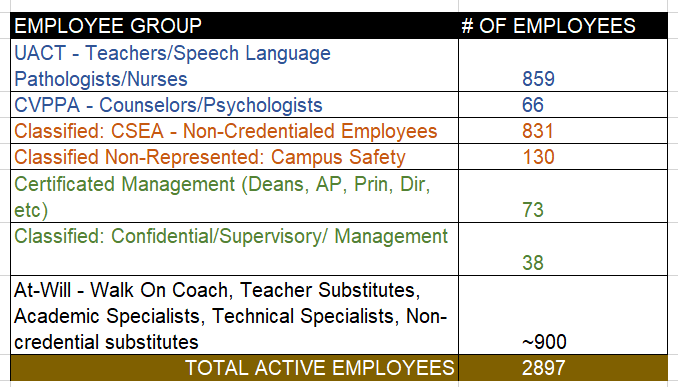 EMPLOYEE GROUP # OF EMPLOYEES
UACT - Teachers/Speech Language
Pathologists/Nurses 859
CVPPA - Counselors/Psychologists 66
Classified: CSEA - Non-Credentialed Employees 831
Classified Non-Represented: Campus Safety 130
Certificated Management (Deans, AP, Prin, Dir,
etc) 73
Classified: Confidential/Supervisory/ Management
38
At-Will - Walk On Coach, Teacher Substitutes,
Academic Specialists, Technical Specialists, Non-
credential substitutes ~900
TOTAL ACTIVE EMPLOYEES 2897